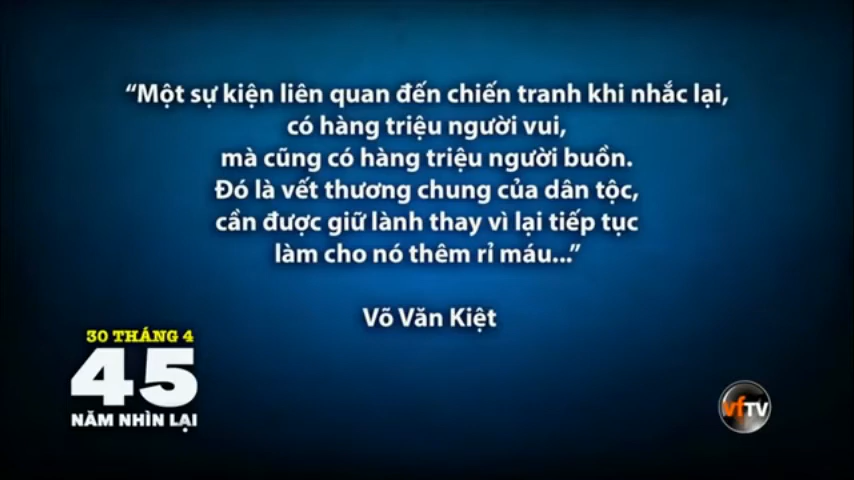 “Một sự kiện liên quan đến chiến tranh khi nhắc lại,
có hàng triệu người vui,
mà cũng có hàng triệu người buồn.
Đó là vết thương chung của dân tộc,
cần được giữ lành thay vì lại tiếp tục
làm cho nó thêm rỉ máu...”
Võ Văn Kiệt
30 THÁNG 4
45
NĂM NHÌN LẠI
vfTV